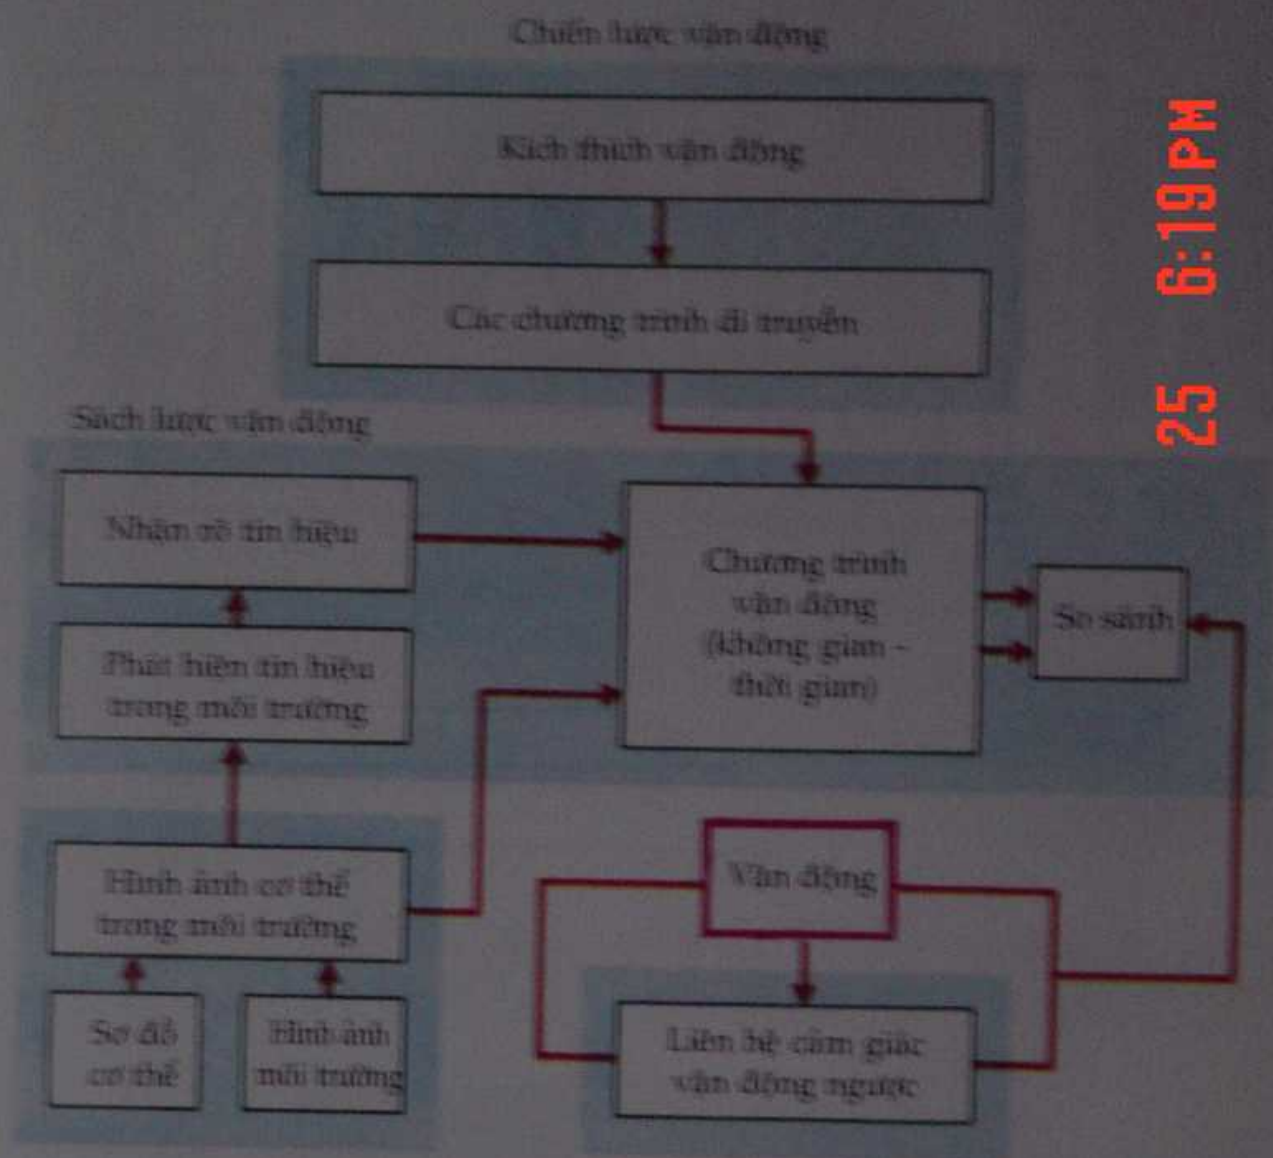 Chiến lược vận động
Kích thích vận động
Các chương trình di truyền
Sách lược vận động
Nhận rõ tín hiệu
Chương trình
vận động
(không gian -
thời gian)
So sánh
Phát hiện tín hiệu
trong môi trường
Hình ảnh cơ thể
trong môi trường
Vận động
Sơ đồ
cơ thể
Hình ảnh
môi trường
Liên hệ cảm giác
vận động ngược
25 6:19PM